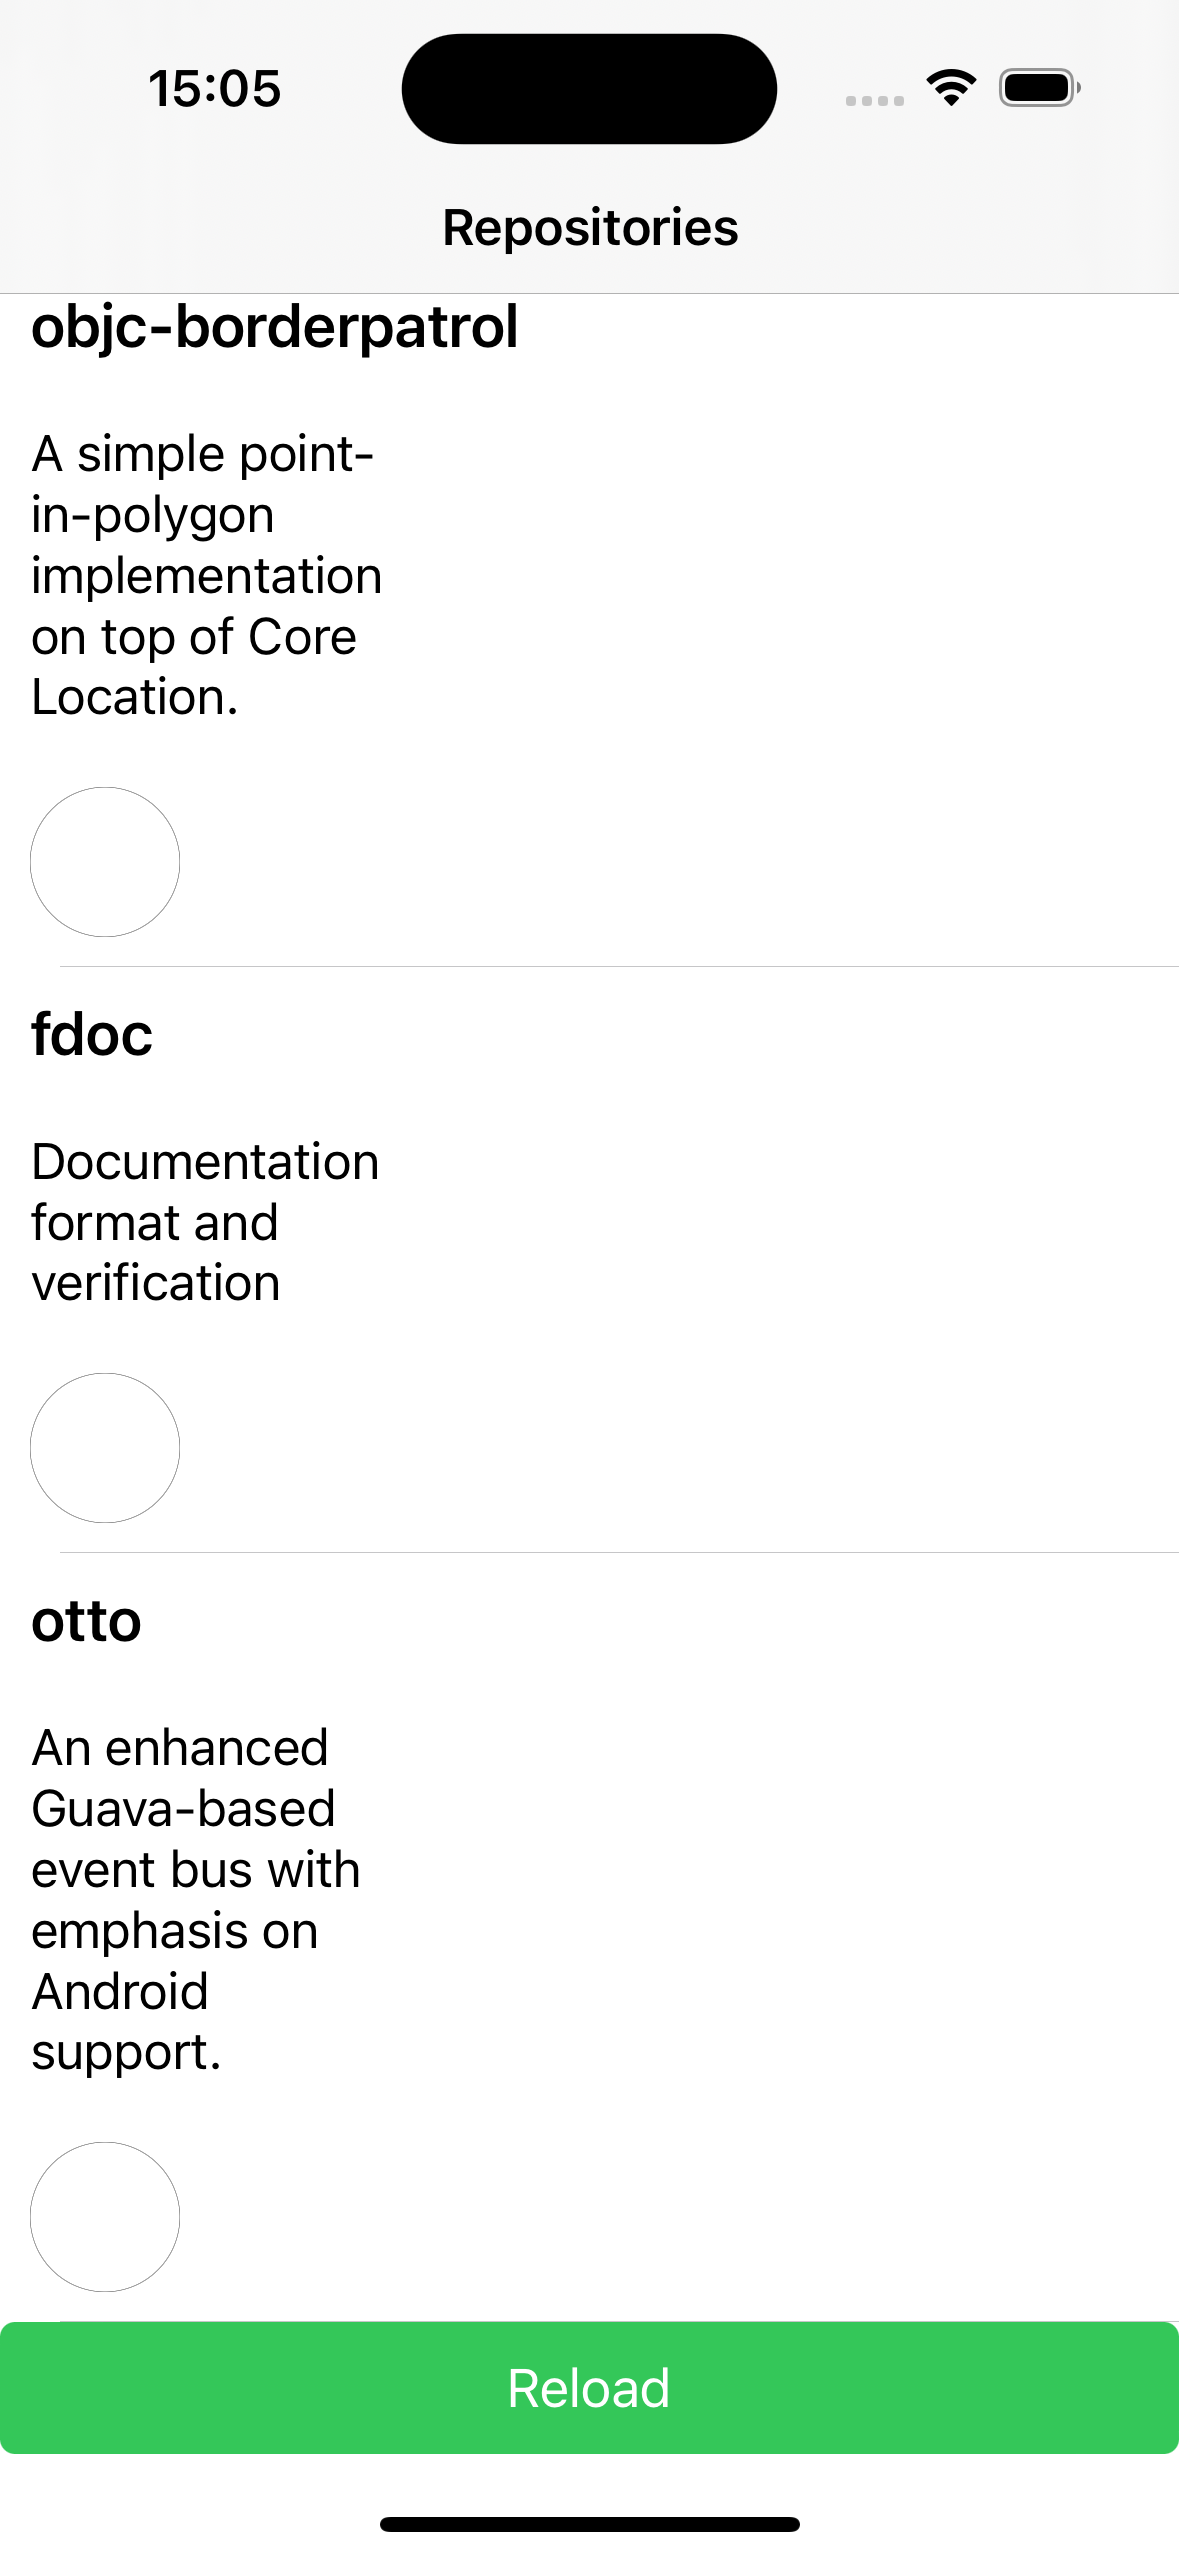 15:05
Repositories
objc-borderpatrol
A simple point-
in-polygon
implementation
on top of Core
Location.
fdoc
Documentation
format and
verification
otto
An enhanced
Guava-based
event bus with
emphasis on
Android
support.
Reload